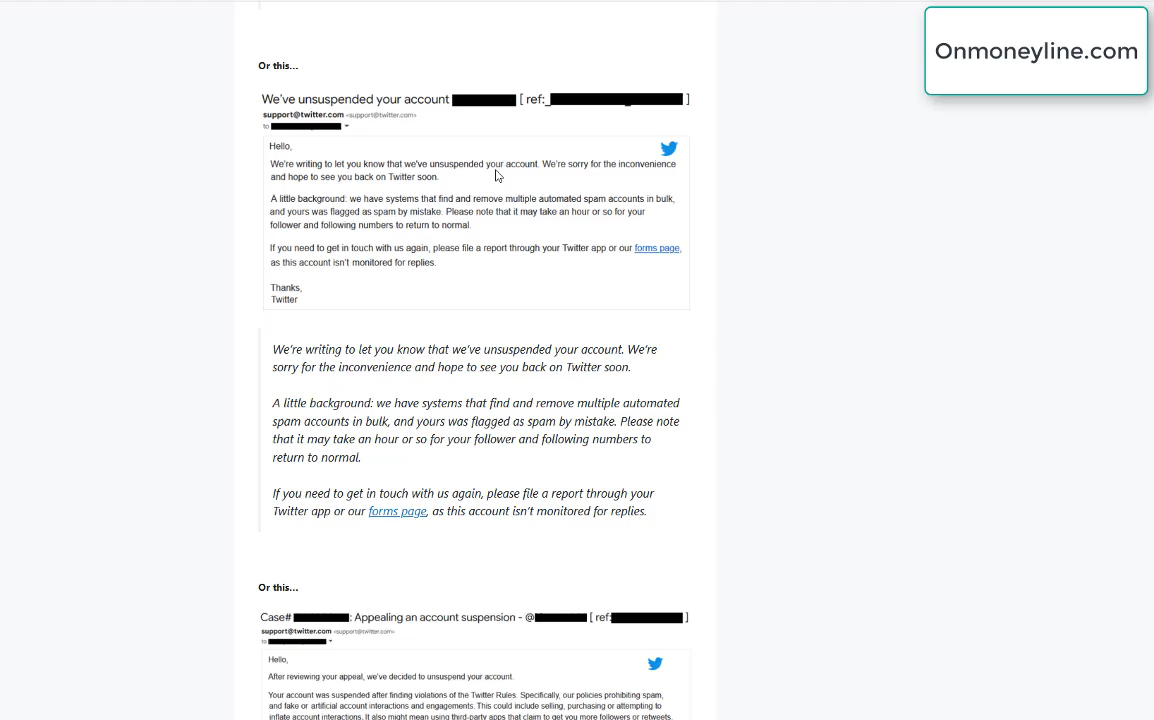 Onmoneyline.com
Or this...
We've unsuspended your account [ ref:_ ]
support@twitter.com <support@twitter.com>
to
Hello,
We're writing to let you know that we've unsuspended your account. We're sorry for the inconvenience
and hope to see you back on Twitter soon.
A little background: we have systems that find and remove multiple automated spam accounts in bulk,
and yours was flagged as spam by mistake. Please note that it may take an hour or so for your
follower and following numbers to return to normal.
If you need to get in touch with us again, please file a report through your Twitter app or our forms page,
as this account isn't monitored for replies.
Thanks,
Twitter
We're writing to let you know that we've unsuspended your account. We're
sorry for the inconvenience and hope to see you back on Twitter soon.
A little background: we have systems that find and remove multiple automated
spam accounts in bulk, and yours was flagged as spam by mistake. Please note
that it may take an hour or so for your follower and following numbers to
return to normal.
If you need to get in touch with us again, please file a report through your
Twitter app or our forms page, as this account isn't monitored for replies.
Or this...
Case# : Appealing an account suspension - @ [ ref: ]
support@twitter.com <support@twitter.com>
to
Hello,
After reviewing your appeal, we've decided to unsuspend your account.
Your account was suspended after finding violations of the Twitter Rules. Specifically, our policies prohibiting spam,
and fake or artificial account interactions and engagements. This could include selling, purchasing or attempting to
inflate account interactions. It also might mean using third-party apps that claim to get you more followers or retweets.